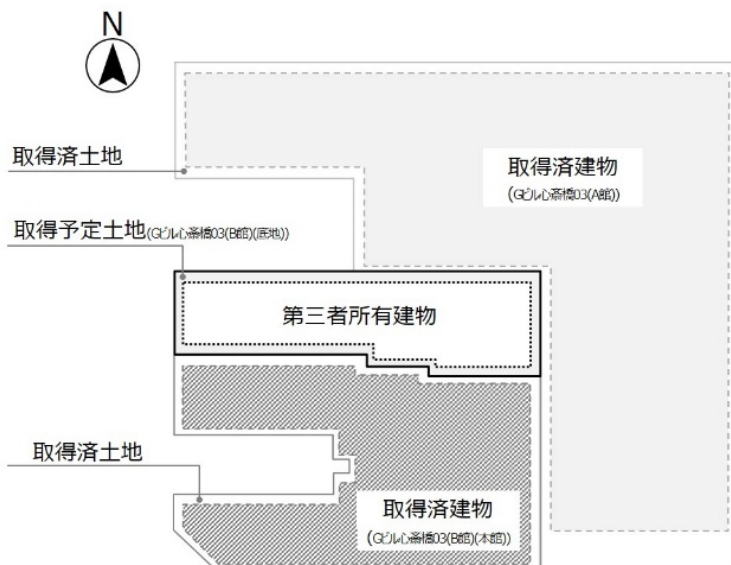 N
取得済土地
取得済建物
(Gビル心斎橋03(A館))
取得予定土地(Gビル心斎橋03(B館)(底地))
第三者所有建物
取得済土地
取得済建物
(Gビル心斎橋03(B館)(本館))